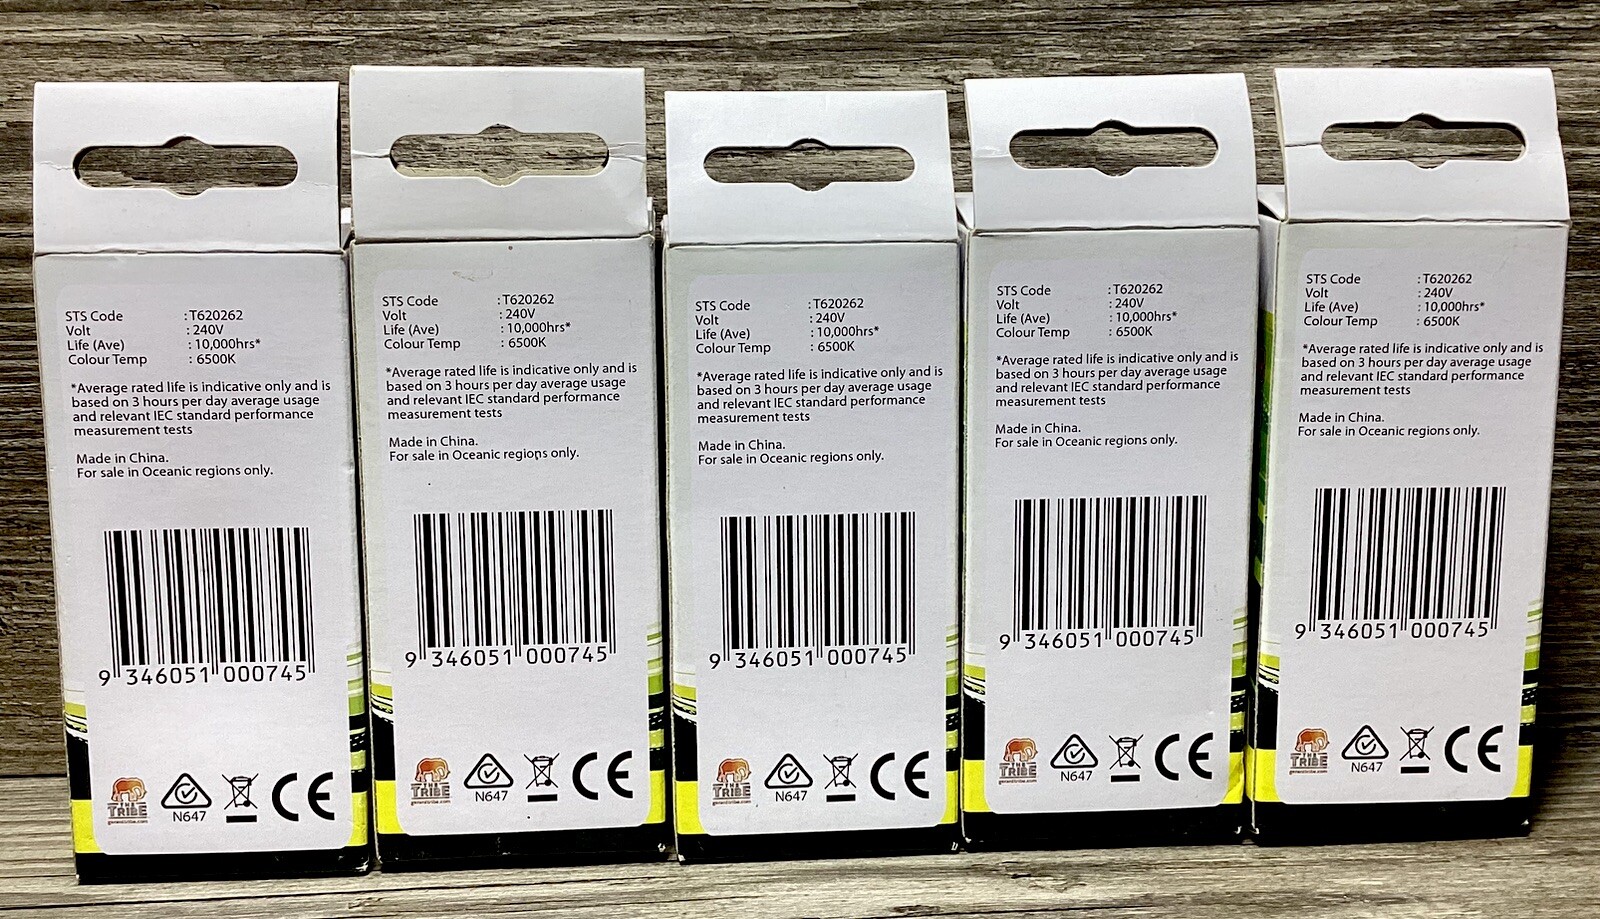 STS Code : T620262
Volt : 240V
Life (Ave) : 10,000hrs*
Colour Temp : 6500K
*Average rated life is indicative only and is
based on 3 hours per day average usage
and relevant IEC standard performance
measurement tests
Made in China.
For sale in Oceanic regions only.
9 346051 000745
THE
TRIBE
N647
CE
STS Code : T620262
Volt : 240V
Life (Ave) : 10,000hrs*
Colour Temp : 6500K
*Average rated life is indicative only and is
based on 3 hours per day average usage
and relevant IEC standard performance
measurement tests
Made in China.
For sale in Oceanic regions only.
9 346051 000745
THE
TRIBE
N647
CE
STS Code : T620262
Volt : 240V
Life (Ave) : 10,000hrs*
Colour Temp : 6500K
*Average rated life is indicative only and is
based on 3 hours per day average usage
and relevant IEC standard performance
measurement tests
Made in China.
For sale in Oceanic regions only.
9 346051 000745
THE
TRIBE
N647
CE
STS Code : T620262
Volt : 240V
Life (Ave) : 10,000hrs*
Colour Temp : 6500K
*Average rated life is indicative only and is
based on 3 hours per day average usage
and relevant IEC standard performance
measurement tests
Made in China.
For sale in Oceanic regions only.
9 346051 000745
THE
TRIBE
N647
CE
STS Code : T620262
Volt : 240V
Life (Ave) : 10,000hrs*
Colour Temp : 6500K
*Average rated life is indicative only and is
based on 3 hours per day average usage
and relevant IEC standard performance
measurement tests
Made in China.
For sale in Oceanic regions only.
9 346051 000745
THE
TRIBE
N647
CE